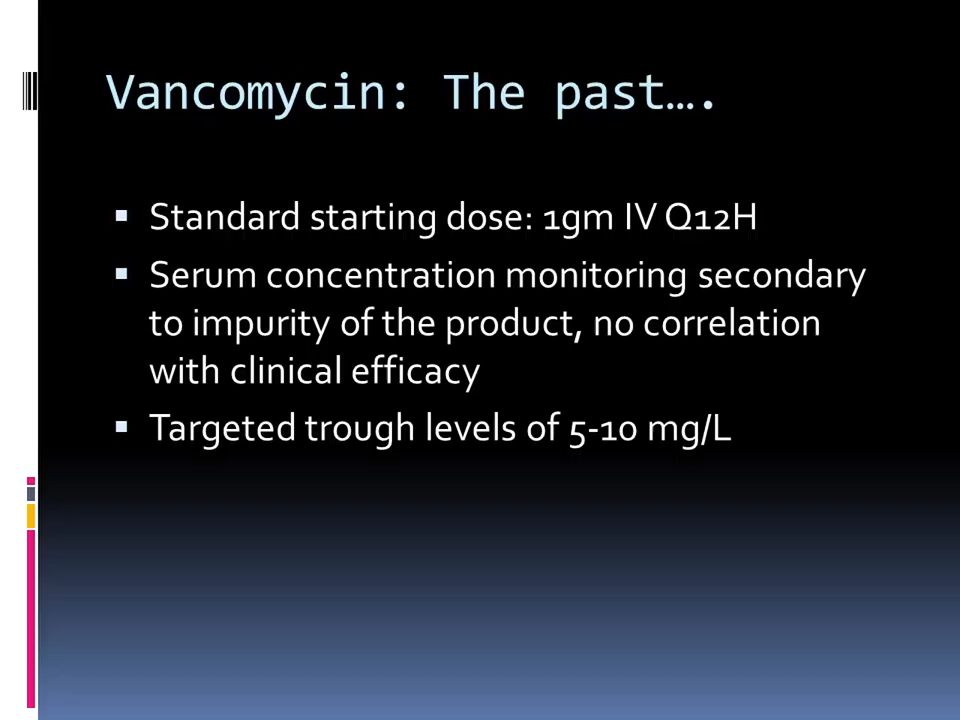 Vancomycin: The past….
▪ Standard starting dose: 1gm IV Q12H
▪ Serum concentration monitoring secondary
to impurity of the product, no correlation
with clinical efficacy
▪ Targeted trough levels of 5-10 mg/L